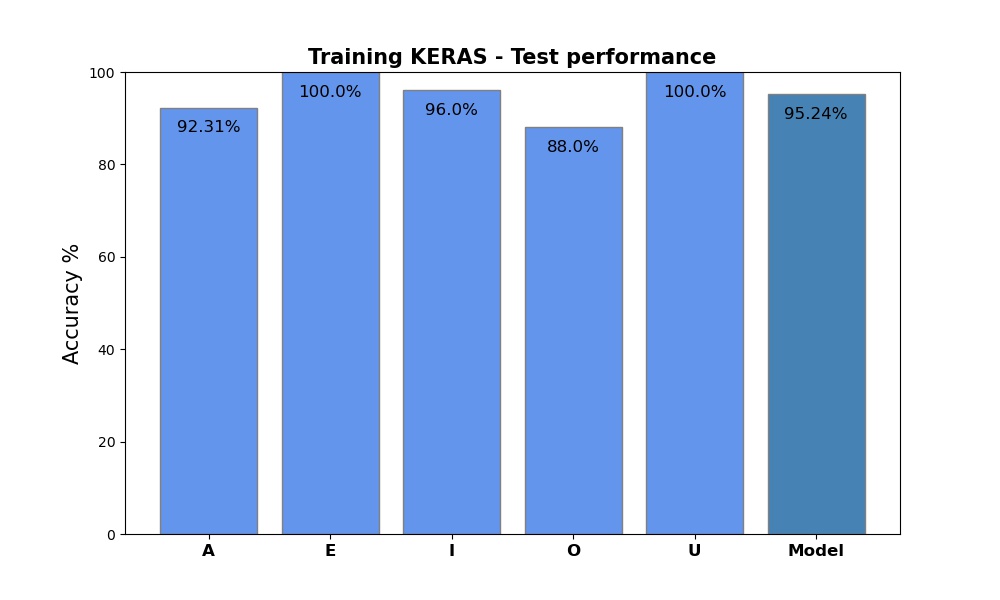 Training KERAS - Test performance
Accuracy %
100
80
60
40
20
0
92.31%
100.0%
96.0%
88.0%
100.0%
95.24%
A
E
I
O
U
Model